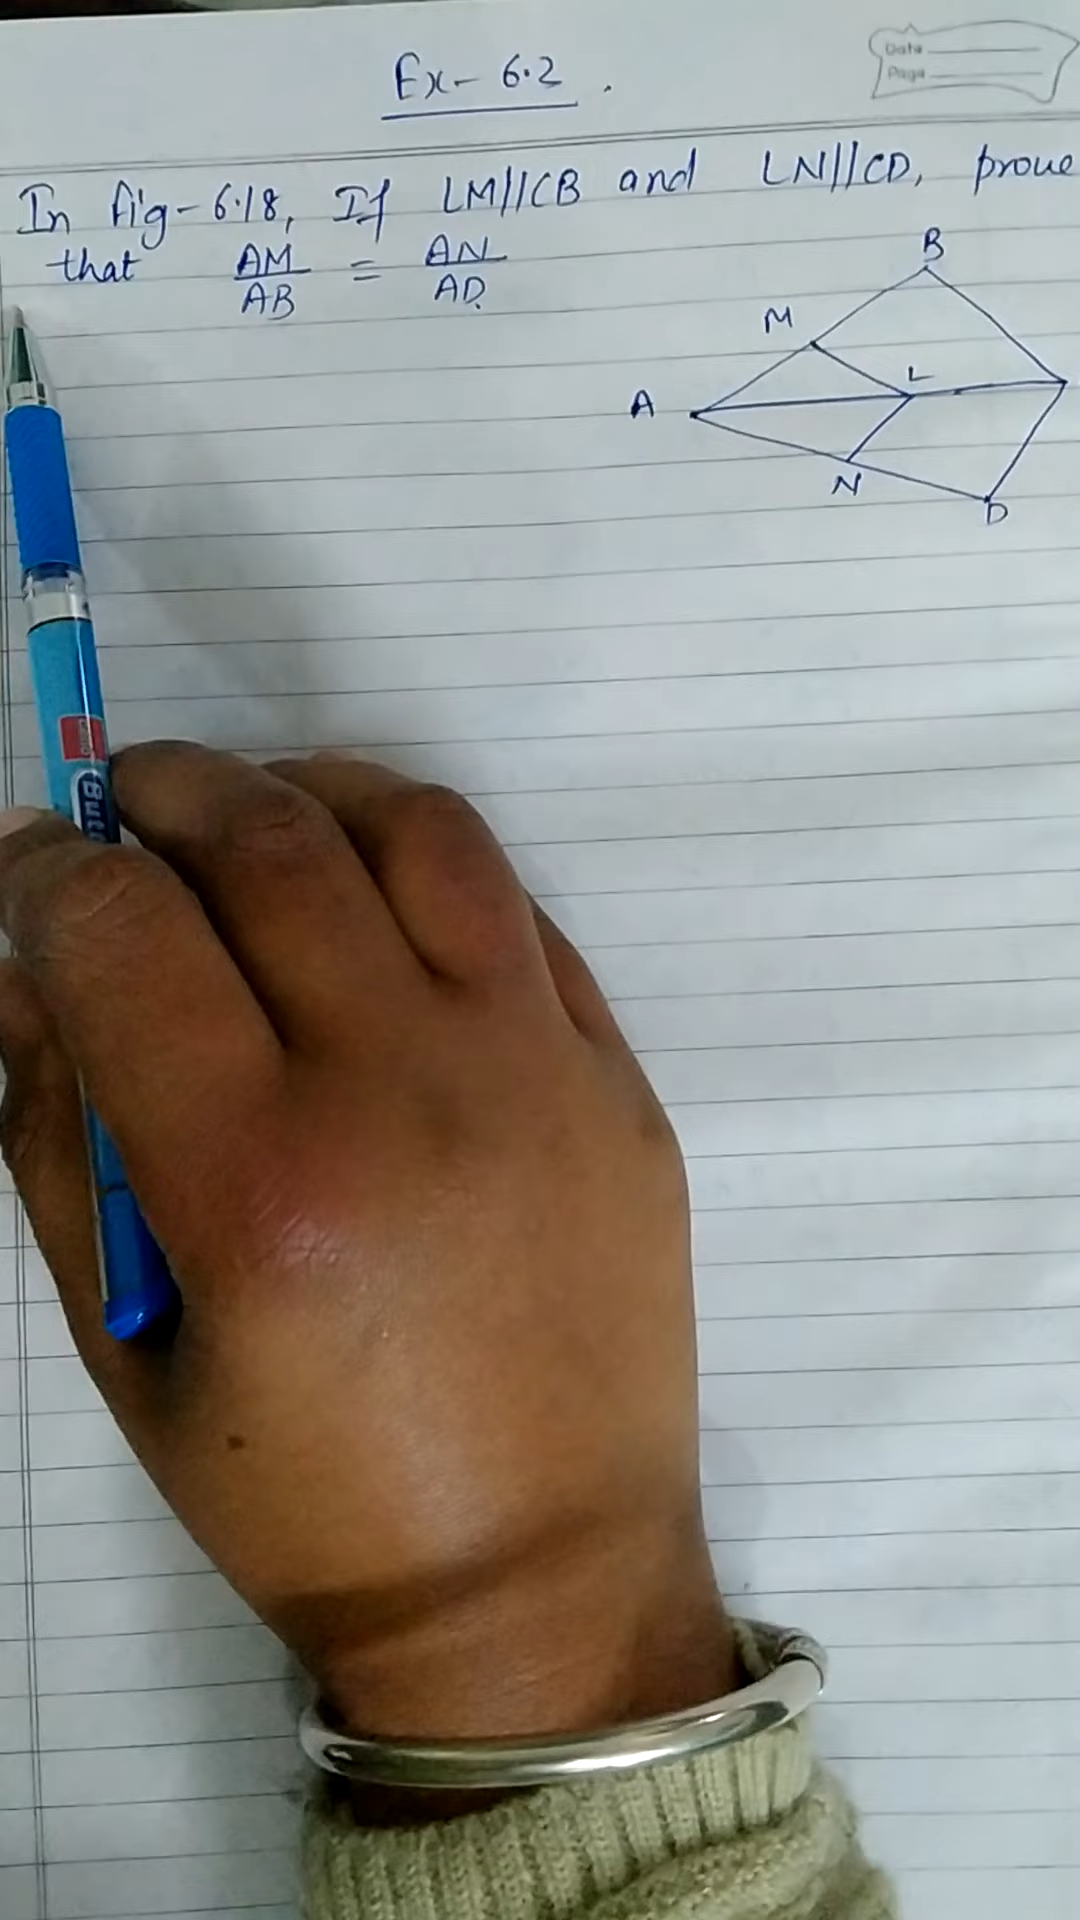 Ex- 6.2 .
Date
Page
In fig-6.18, If LM//CB and LN//CD, prove
that AM/AB = AN/AD.
B
M
L
A
N
D
Butt